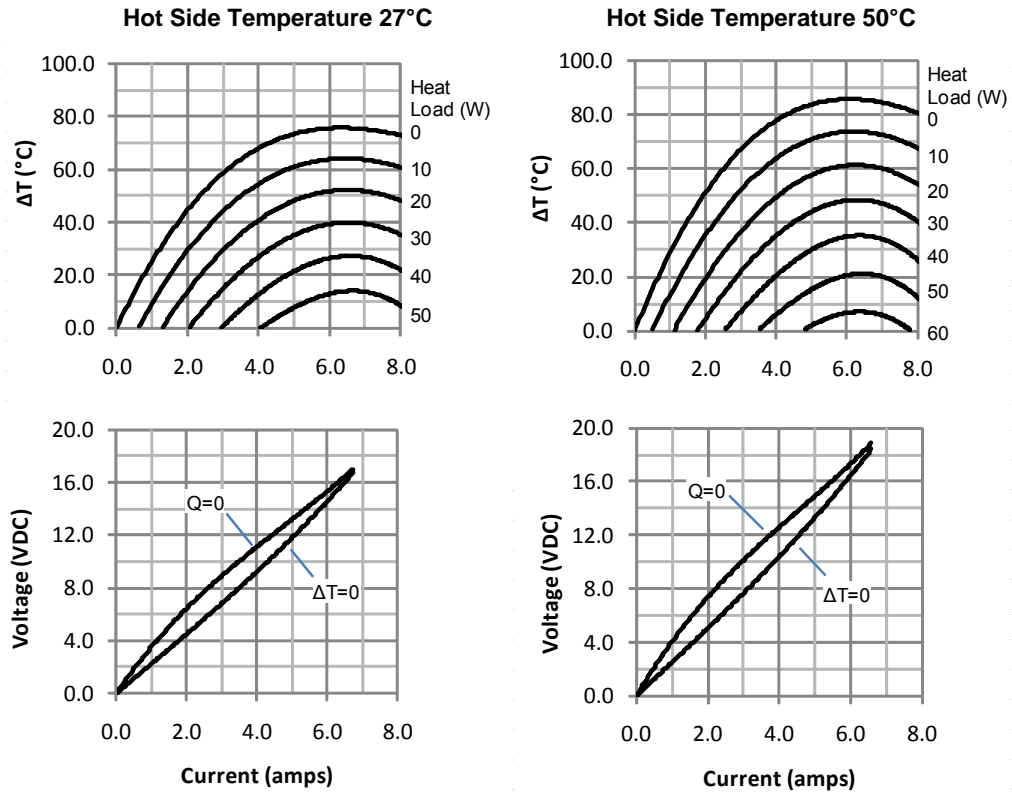 Hot Side Temperature 27°C
100.0
80.0
60.0
40.0
20.0
0.0
ΔT (°C)
0.0 2.0 4.0 6.0 8.0
Heat
Load (W)
0
10
20
30
40
50
Hot Side Temperature 50°C
100.0
80.0
60.0
40.0
20.0
0.0
ΔT (°C)
0.0 2.0 4.0 6.0 8.0
Heat
Load (W)
0
10
20
30
40
50
60
20.0
16.0
12.0
8.0
4.0
0.0
Voltage (VDC)
Q=0
ΔT=0
0.0 2.0 4.0 6.0 8.0
Current (amps)
20.0
16.0
12.0
8.0
4.0
0.0
Voltage (VDC)
Q=0
ΔT=0
0.0 2.0 4.0 6.0 8.0
Current (amps)